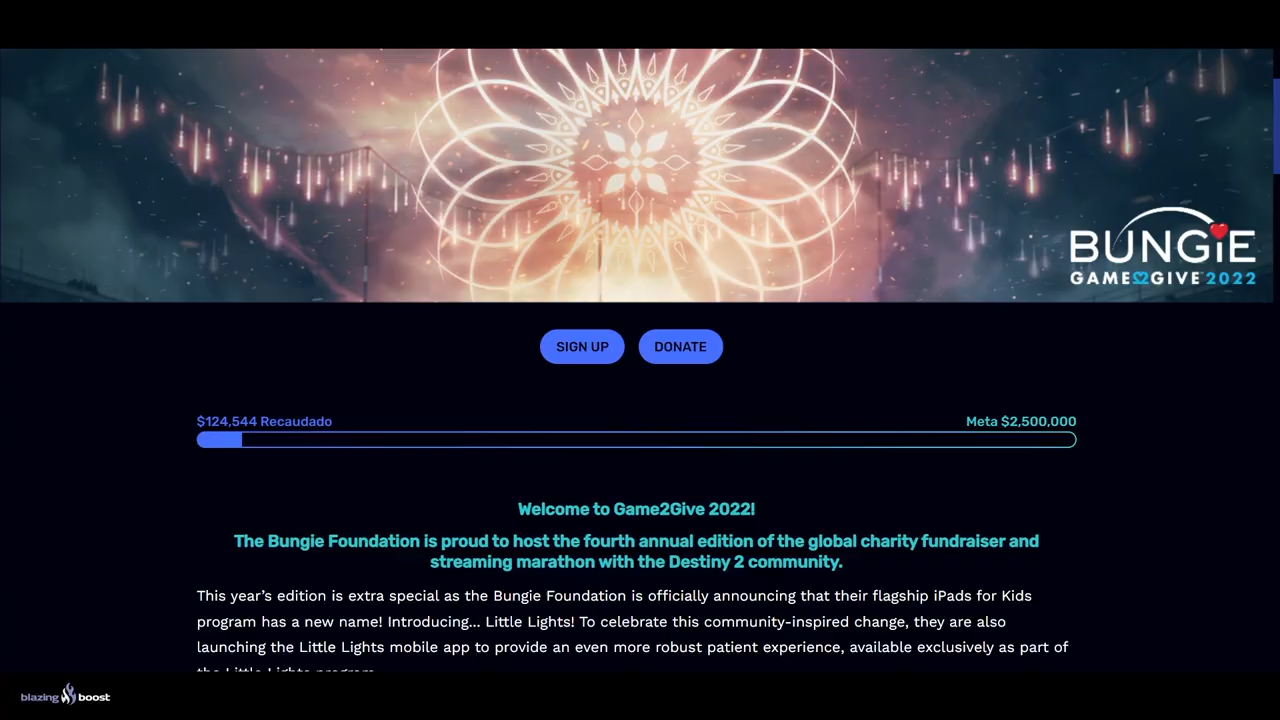 BUNGiE
GAME2GIVE 2022
SIGN UP
DONATE
$124,544 Recaudado
Meta $2,500,000
Welcome to Game2Give 2022!
The Bungie Foundation is proud to host the fourth annual edition of the global charity fundraiser and
streaming marathon with the Destiny 2 community.
This year’s edition is extra special as the Bungie Foundation is officially announcing that their flagship iPads for Kids
program has a new name! Introducing... Little Lights! To celebrate this community-inspired change, they are also
launching the Little Lights mobile app to provide an even more robust patient experience, available exclusively as part of
the Little Lights program
blazing boost